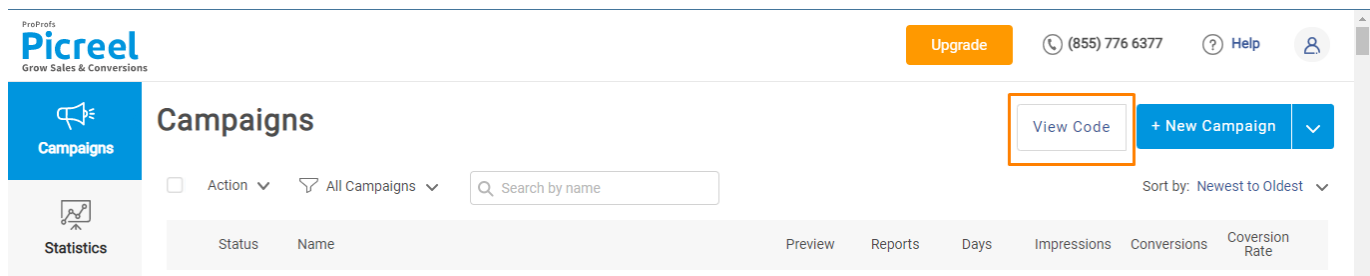 ProProfs
Picreel
Grow Sales & Conversions
Upgrade
(855) 776 6377
? Help
Campaigns
Statistics
Campaigns
View Code
+ New Campaign
Action
All Campaigns
Search by name
Sort by: Newest to Oldest
Status Name Preview Reports Days Impressions Conversions Coversion
Rate